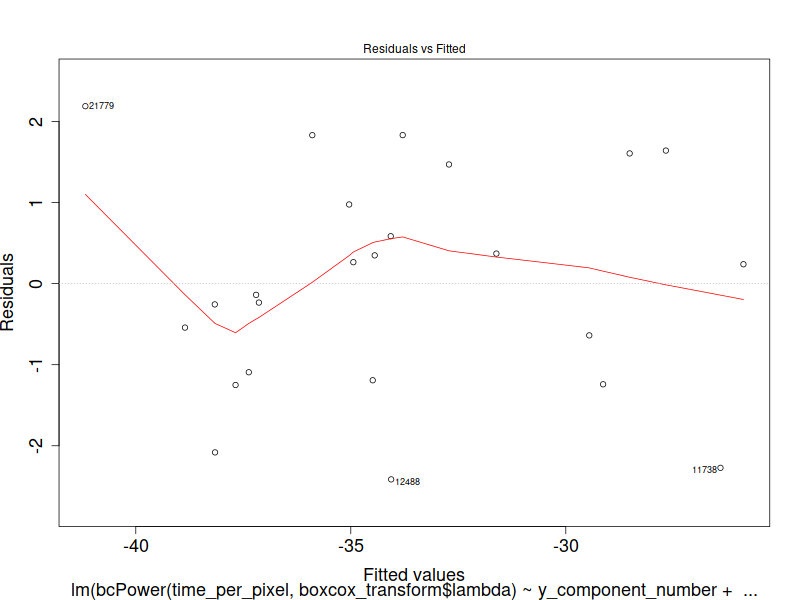 Residuals vs Fitted
21779
2
1
0
-1
-2
Residuals
12488
11738
-40
-35
-30
Fitted values
lm(bcPower(time_per_pixel, boxcox_transform$lambda) ~ y_component_number + ...